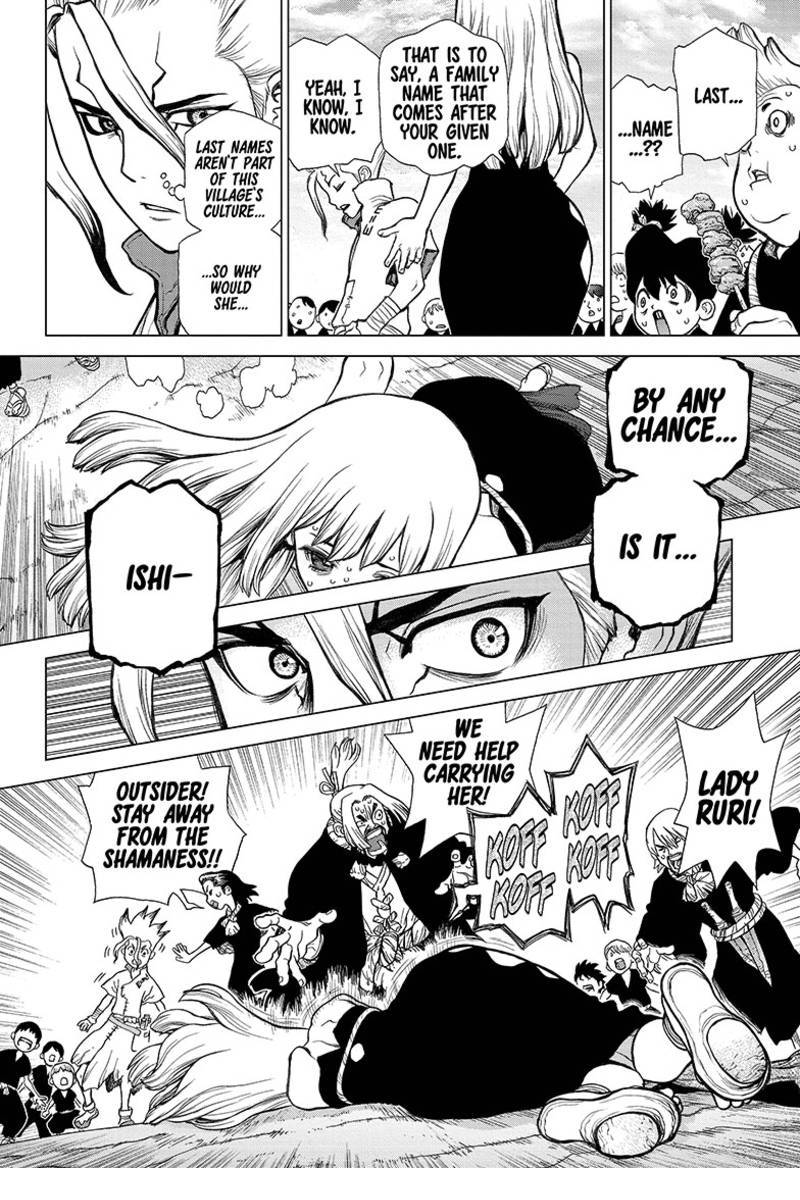 LAST...
...NAME
...??
THAT IS TO
SAY, A FAMILY
NAME THAT
COMES AFTER
YOUR GIVEN
ONE.
YEAH, I
KNOW, I
KNOW.
LAST NAMES
AREN'T PART
OF THIS
VILLAGE'S
CULTURE...
...SO WHY
WOULD
SHE...
BY ANY
CHANCE...
IS IT...
ISHI-
LADY
RURI!
KOFF
KOFF
KOFF
KOFF
WE
NEED HELP
CARRYING
HER!
OUTSIDER!
STAY AWAY
FROM THE
SHAMANESS!!